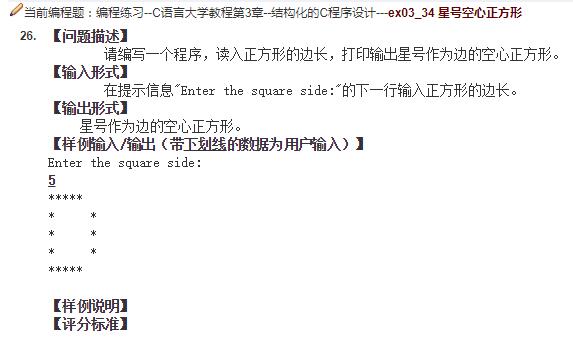 当前编程题：编程练习--C语言大学教程第3章--结构化的C程序设计---ex03_34 星号空心正方形
26. 【问题描述】
请编写一个程序，读入正方形的边长，打印输出星号作为边的空心正方形。
【输入形式】
在提示信息"Enter the square side:"的下一行输入正方形的边长。
【输出形式】
星号作为边的空心正方形。
【样例输入/输出（带下划线的数据为用户输入）】
Enter the square side:
5
*****
*   *
*   *
*   *
*****
【样例说明】
【评分标准】